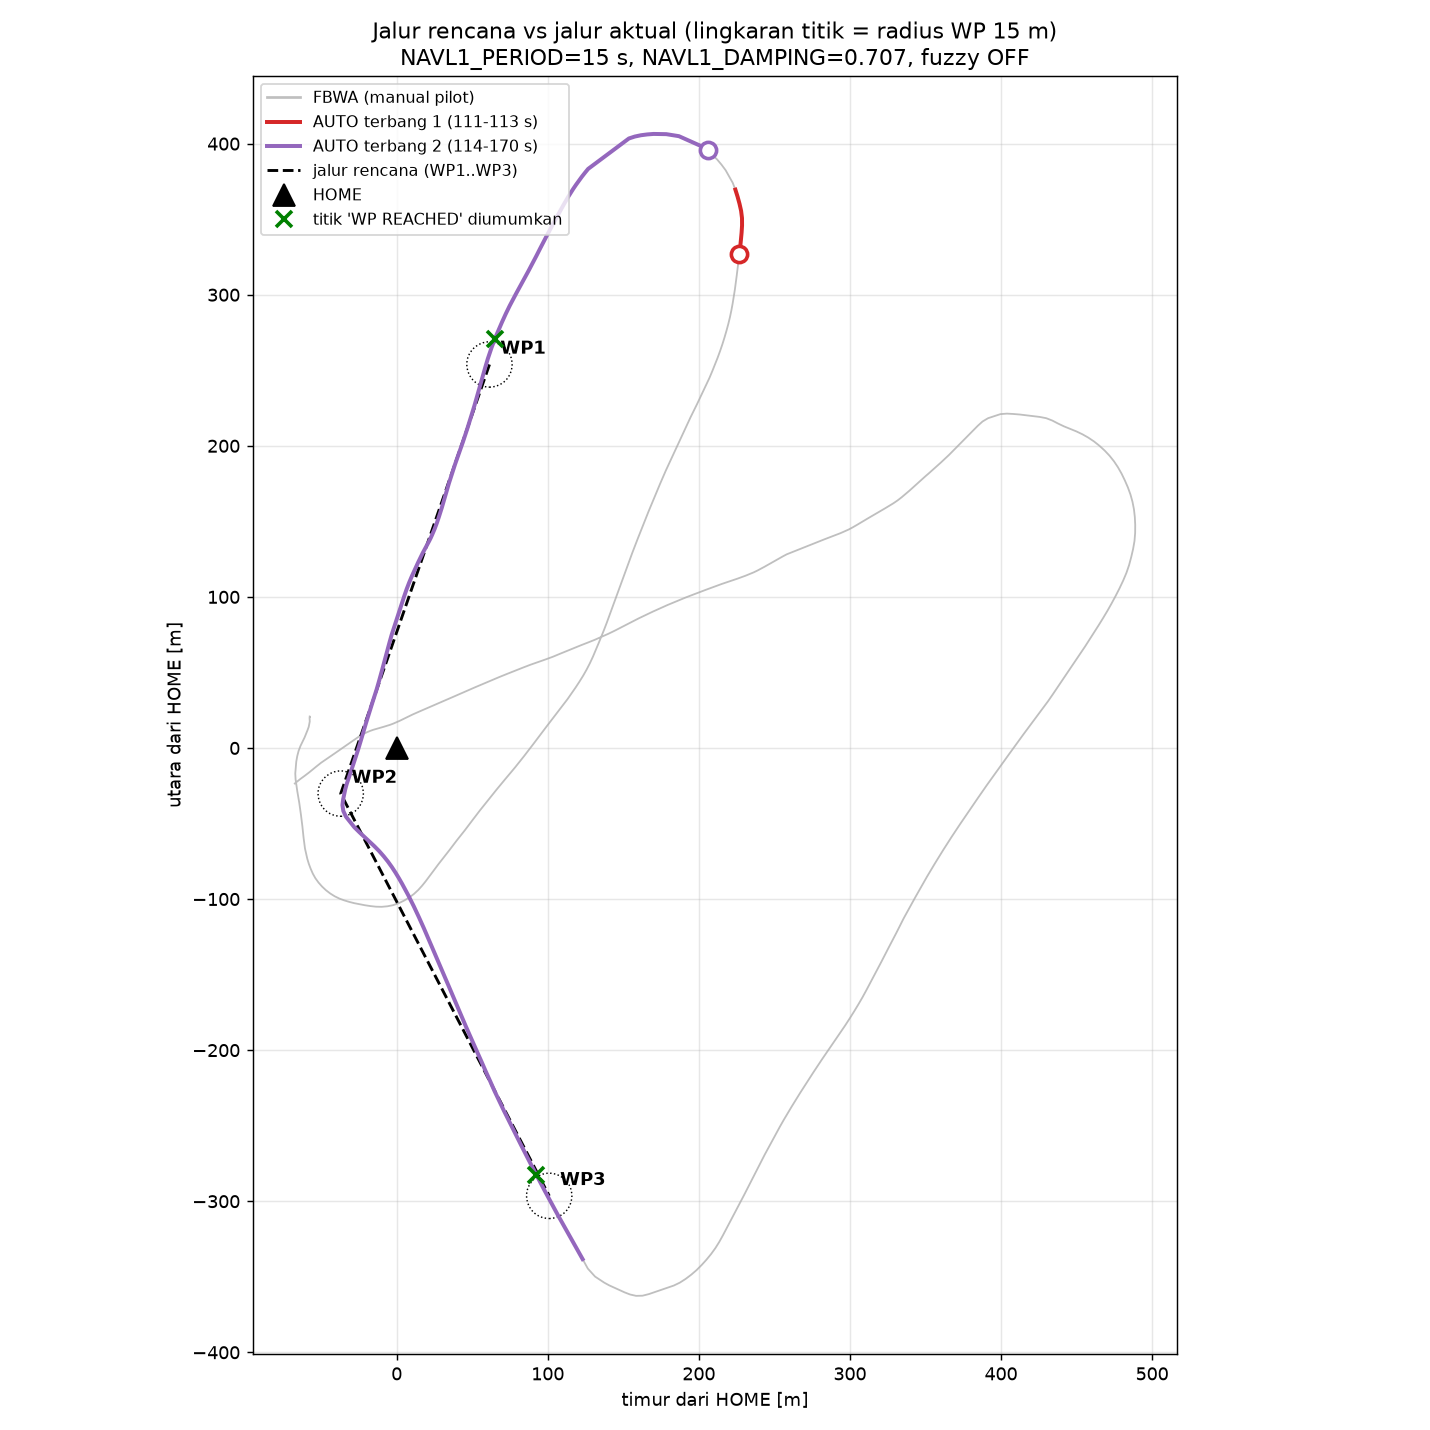 Jalur rencana vs jalur aktual (lingkaran titik = radius WP 15 m)
NAVL1_PERIOD=15 s, NAVL1_DAMPING=0.707, fuzzy OFF
FBWA (manual pilot)
AUTO terbang 1 (111-113 s)
AUTO terbang 2 (114-170 s)
jalur rencana (WP1..WP3)
HOME
titik 'WP REACHED' diumumkan
400
300
200
100
0
−100
−200
−300
−400
utara dari HOME [m]
WP1
WP2
WP3
0
100
200
300
400
500
timur dari HOME [m]